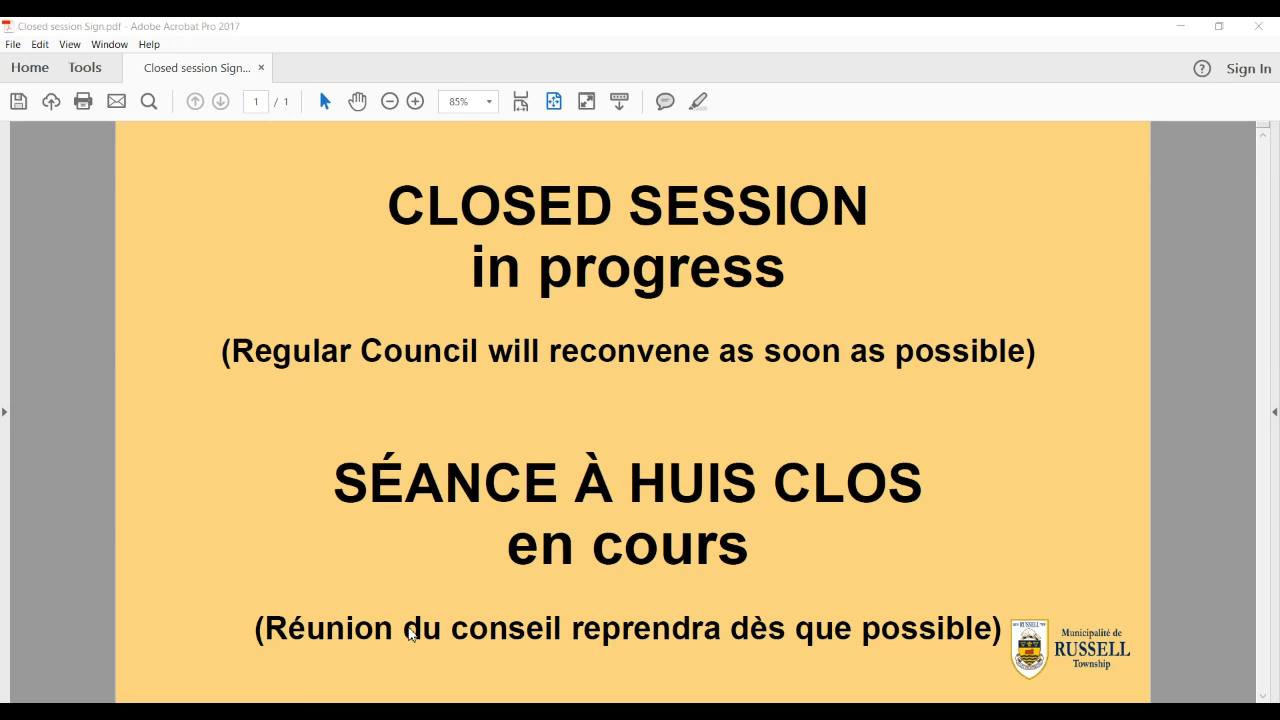 Closed session Sign.pdf - Adobe Acrobat Pro 2017
File Edit View Window Help
Home Tools Closed session Sign... × Sign In
1 / 1 85%
CLOSED SESSION
in progress
(Regular Council will reconvene as soon as possible)
SÉANCE À HUIS CLOS
en cours
(Réunion du conseil reprendra dès que possible)
Municipalité de
RUSSELL
Township